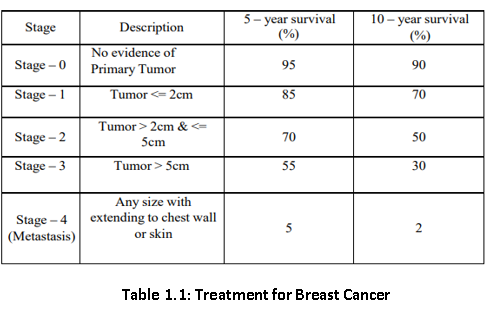 Stage Description 5 – year survival (%) 10 – year survival (%)
Stage – 0 No evidence of Primary Tumor 95 90
Stage – 1 Tumor <= 2cm 85 70
Stage – 2 Tumor > 2cm & <= 5cm 70 50
Stage – 3 Tumor > 5cm 55 30
Stage – 4 (Metastasis) Any size with extending to chest wall or skin 5 2
Table 1.1: Treatment for Breast Cancer